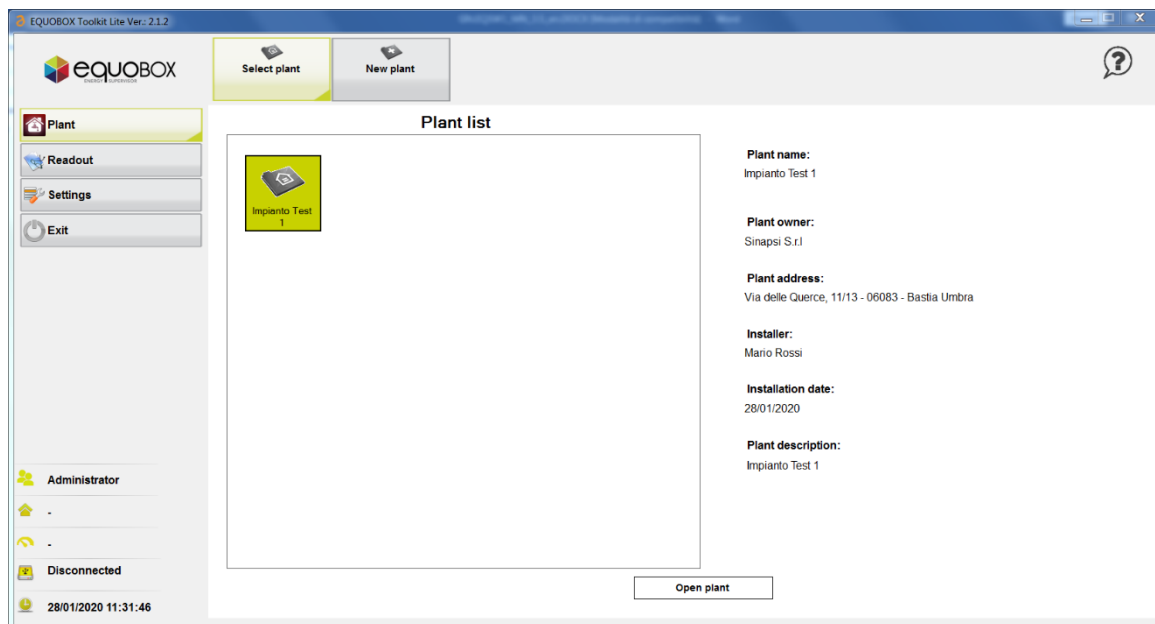 EQUOBOX Toolkit Lite Ver.: 2.1.2
equobox
ENERGY SUPERVISOR
Select plant
New plant
Plant
Readout
Settings
Exit
Plant list
Impianto Test
1
Plant name:
Impianto Test 1
Plant owner:
Sinapsi S.r.l
Plant address:
Via delle Querce, 11/13 - 06083 - Bastia Umbra
Installer:
Mario Rossi
Installation date:
28/01/2020
Plant description:
Impianto Test 1
Open plant
Administrator
-
-
Disconnected
28/01/2020 11:31:46